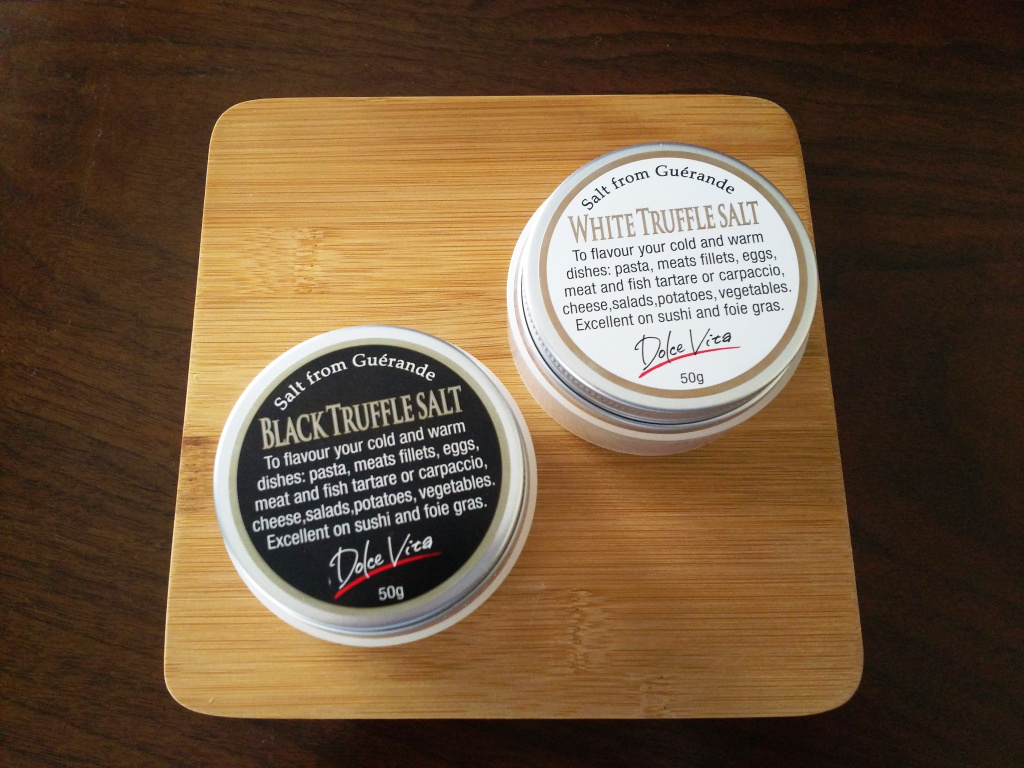 Salt from Guérande
WHITE TRUFFLE SALT
To flavour your cold and warm
dishes: pasta, meats fillets, eggs,
meat and fish tartare or carpaccio,
cheese,salads,potatoes, vegetables.
Excellent on sushi and foie gras.
Dolce Vita
50g
Salt from Guérande
BLACK TRUFFLE SALT
To flavour your cold and warm
dishes: pasta, meats fillets, eggs,
meat and fish tartare or carpaccio,
cheese,salads,potatoes, vegetables.
Excellent on sushi and foie gras.
Dolce Vita
50g